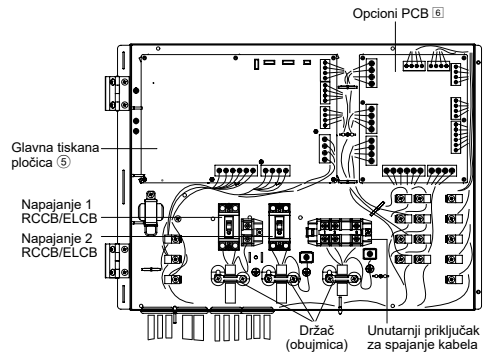 Opcioni PCB 6
Glavna tiskana
pločica ⑤
Napajanje 1
RCCB/ELCB
Napajanje 2
RCCB/ELCB
Držač
(obujmica)
Unutarnji priključak
za spajanje kabela